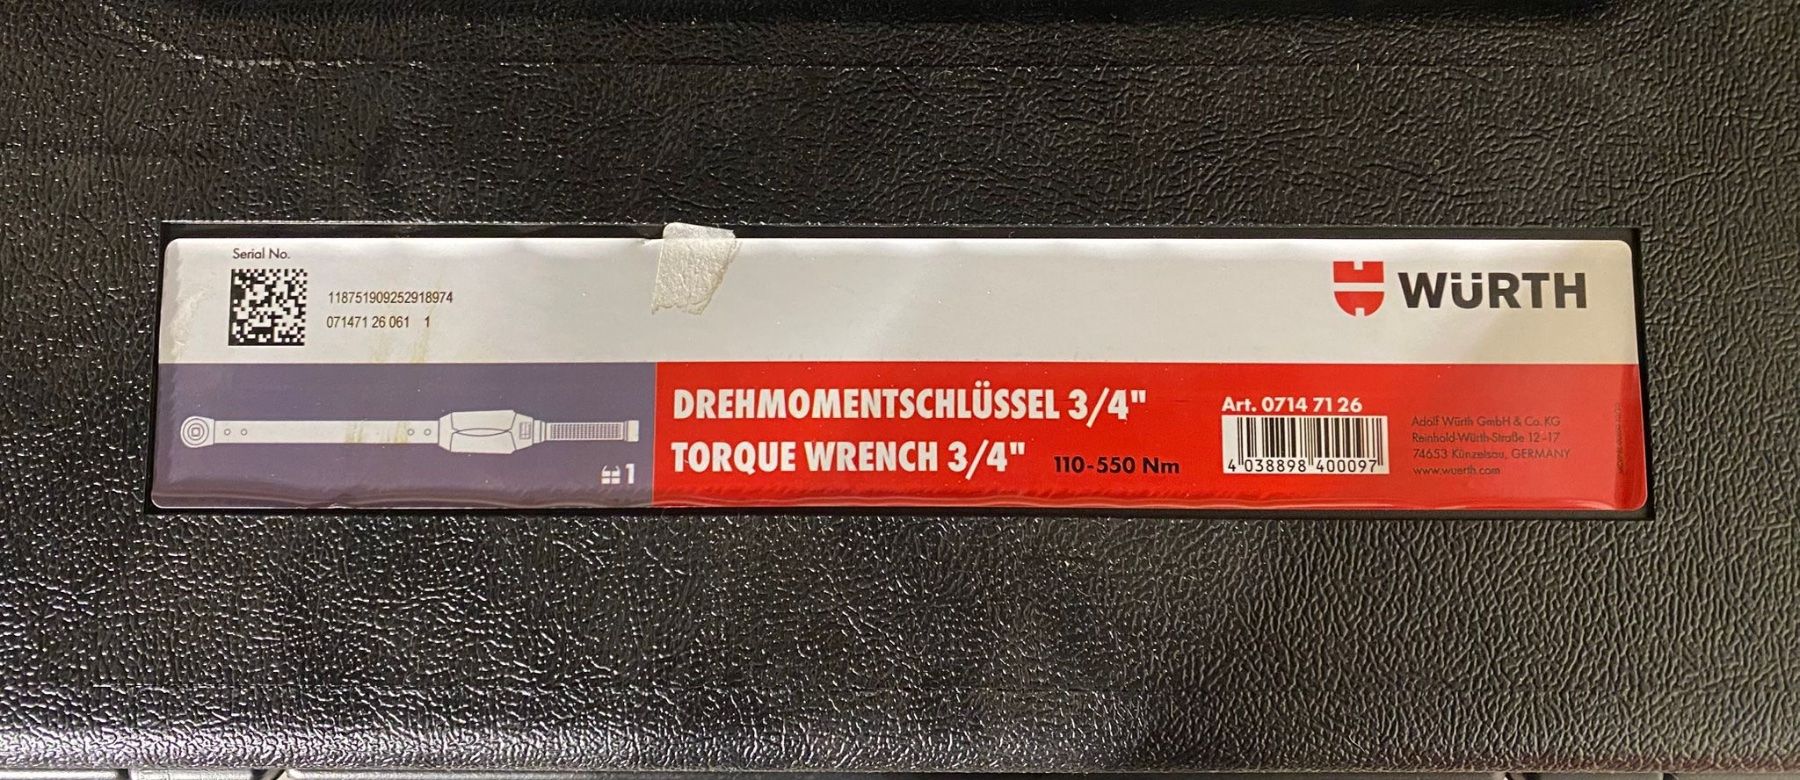 Serial No.
118751909252918974
071471 26 061 1
WÜRTH
DREHMOMENTSCHLÜSSEL 3/4"
TORQUE WRENCH 3/4"
110-550 Nm
1
Art. 0714 71 26
4 038898 400097
Adolf Würth GmbH & Co. KG
Reinhold-Würth-Straße 12-17
74653 Künzelsau, GERMANY
www.wuerth.com